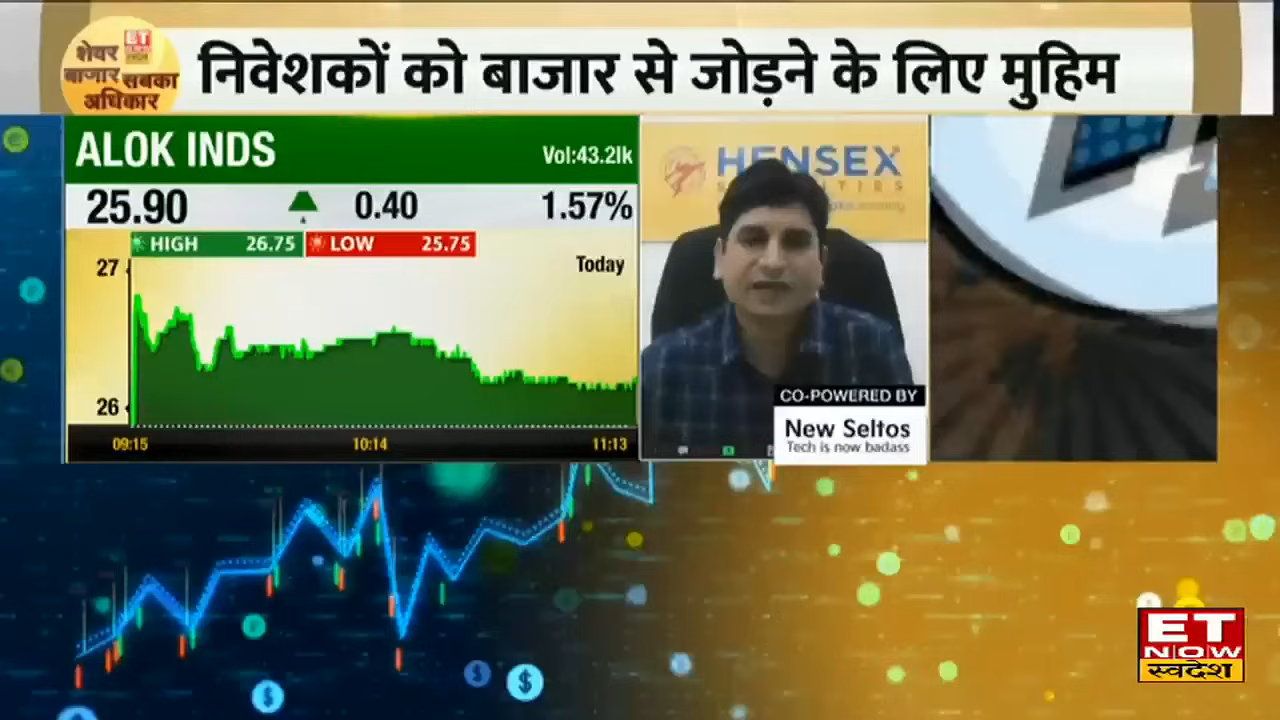 शेयर ET
बाज़ार सबका
अधिकार
निवेशकों को बाजार से जोड़ने के लिए मुहिम
ALOK INDS
Vol:43.2lk
25.90 0.40 1.57%
HIGH 26.75 LOW 25.75
27
Today
26
09:15 10:14 11:13
HENSEX
CO-POWERED BY
New Seltos
Tech is now badass
ET
NOW
स्वदेश